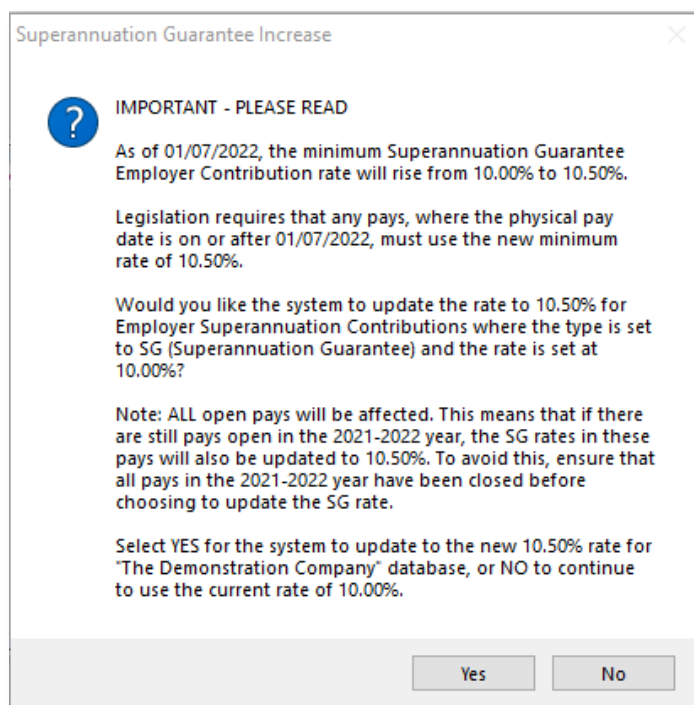 Superannuation Guarantee Increase
IMPORTANT - PLEASE READ
As of 01/07/2022, the minimum Superannuation Guarantee
Employer Contribution rate will rise from 10.00% to 10.50%.
Legislation requires that any pays, where the physical pay
date is on or after 01/07/2022, must use the new minimum
rate of 10.50%.
Would you like the system to update the rate to 10.50% for
Employer Superannuation Contributions where the type is set
to SG (Superannuation Guarantee) and the rate is set at
10.00%?
Note: ALL open pays will be affected. This means that if there
are still pays open in the 2021-2022 year, the SG rates in these
pays will also be updated to 10.50%. To avoid this, ensure that
all pays in the 2021-2022 year have been closed before
choosing to update the SG rate.
Select YES for the system to update to the new 10.50% rate for
"The Demonstration Company" database, or NO to continue
to use the current rate of 10.00%.
Yes No